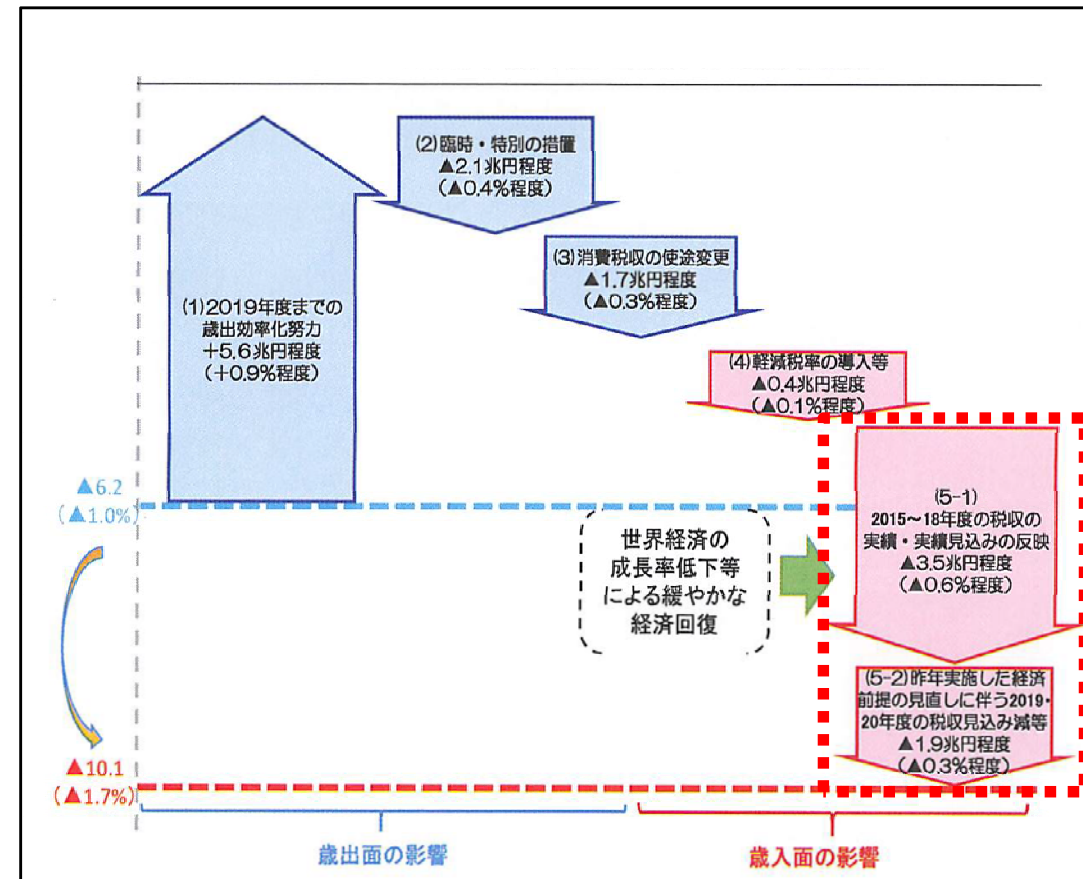 (2)臨時・特別の措置
▲2.1兆円程度
(▲0.4%程度)
(3)消費税収の使途変更
▲1.7兆円程度
(▲0.3%程度)
(1)2019年度までの
歳出効率化努力
+5.6兆円程度
(+0.9%程度)
(4)軽減税率の導入等
▲0.4兆円程度
(▲0.1%程度)
▲6.2
(▲1.0%)
世界経済の
成長率低下等
による緩やかな
経済回復
(5-1)
2015～18年度の税収の
実績・実績見込みの反映
▲3.5兆円程度
(▲0.6%程度)
(5-2)昨年実施した経済
前提の見直しに伴う2019・
20年度の税収見込み減等
▲1.9兆円程度
(▲0.3%程度)
▲10.1
(▲1.7%)
歳出面の影響
歳入面の影響